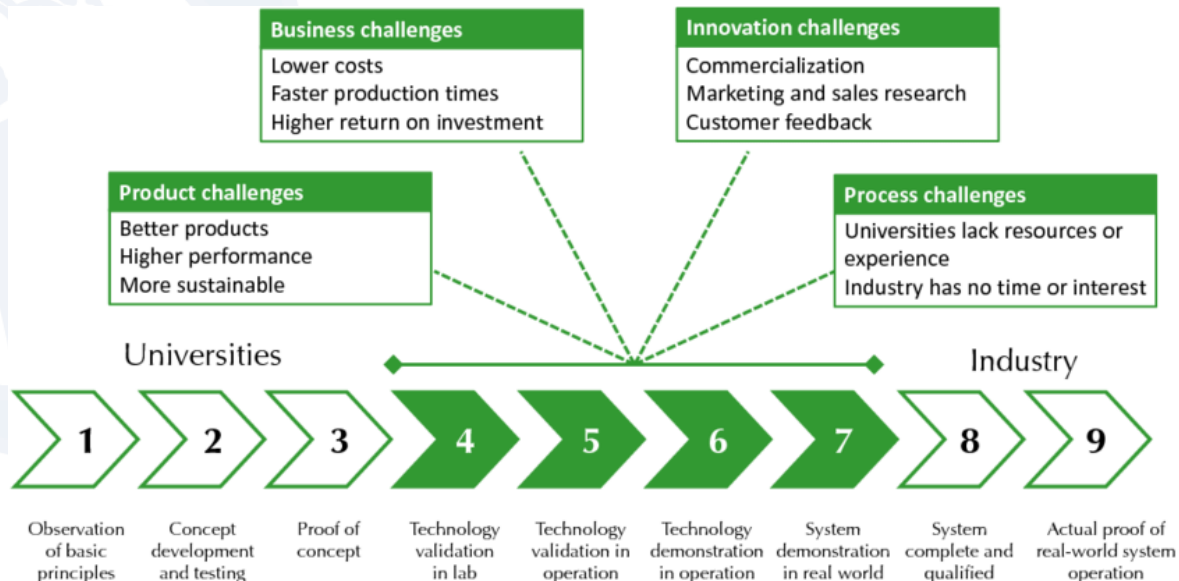 Business challenges
Lower costs
Faster production times
Higher return on investment
Innovation challenges
Commercialization
Marketing and sales research
Customer feedback
Product challenges
Better products
Higher performance
More sustainable
Process challenges
Universities lack resources or
experience
Industry has no time or interest
Universities
Industry
1
2
3
4
5
6
7
8
9
Observation
of basic
principles
Concept
development
and testing
Proof of
concept
Technology
validation
in lab
Technology
validation in
operation
Technology
demonstration
in operation
System
demonstration
in real world
System
complete and
qualified
Actual proof of
real-world system
operation